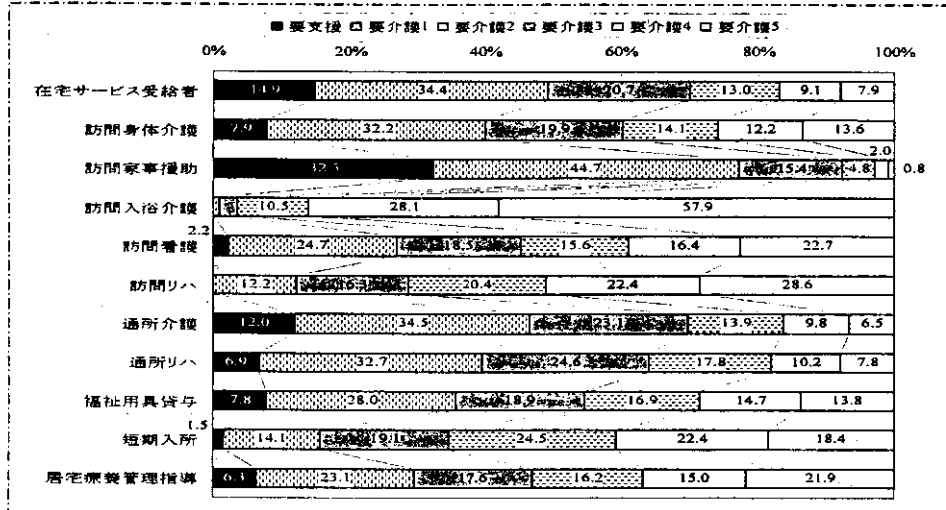 ■ 要支援 □ 要介護1 □ 要介護2 □ 要介護3 □ 要介護4 □ 要介護5
0% 20% 40% 60% 80% 100%
在宅サービス受給者 14.9 34.4 20.7 13.0 9.1 7.9
訪問身体介護 7.9 32.2 19.9 14.1 12.2 13.6
2.0
訪問家事援助 32.3 44.7 15.4 4.8 0.8
訪問入浴介護 10.5 28.1 57.9
2.2
訪問看護 24.7 18.5 15.6 16.4 22.7
訪問リハ 12.2 16.3 20.4 22.4 28.6
通所介護 12.0 34.5 23.1 13.9 9.8 6.5
通所リハ 6.9 32.7 24.6 17.8 10.2 7.8
福祉用具貸与 7.8 28.0 18.9 16.9 14.7 13.8
1.5
短期入所 14.1 19.1 24.5 22.4 18.4
居宅療養管理指導 6.3 23.1 17.6 16.2 15.0 21.9